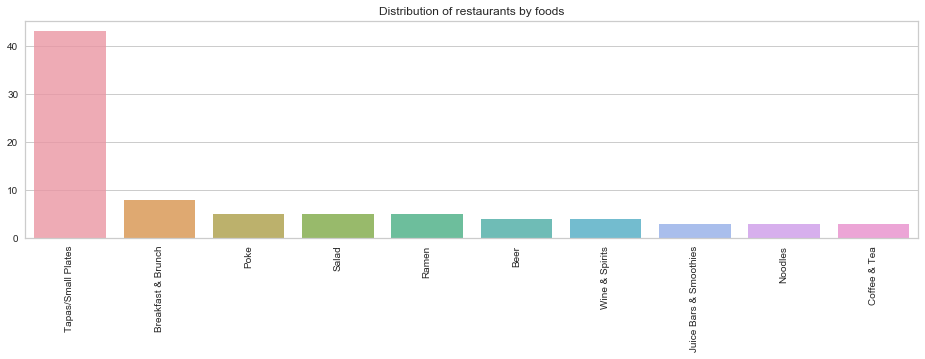 Distribution of restaurants by foods
40
30
20
10
0
Tapas/Small Plates
Breakfast & Brunch
Poke
Salad
Ramen
Beer
Wine & Spirits
Juice Bars & Smoothies
Noodles
Coffee & Tea